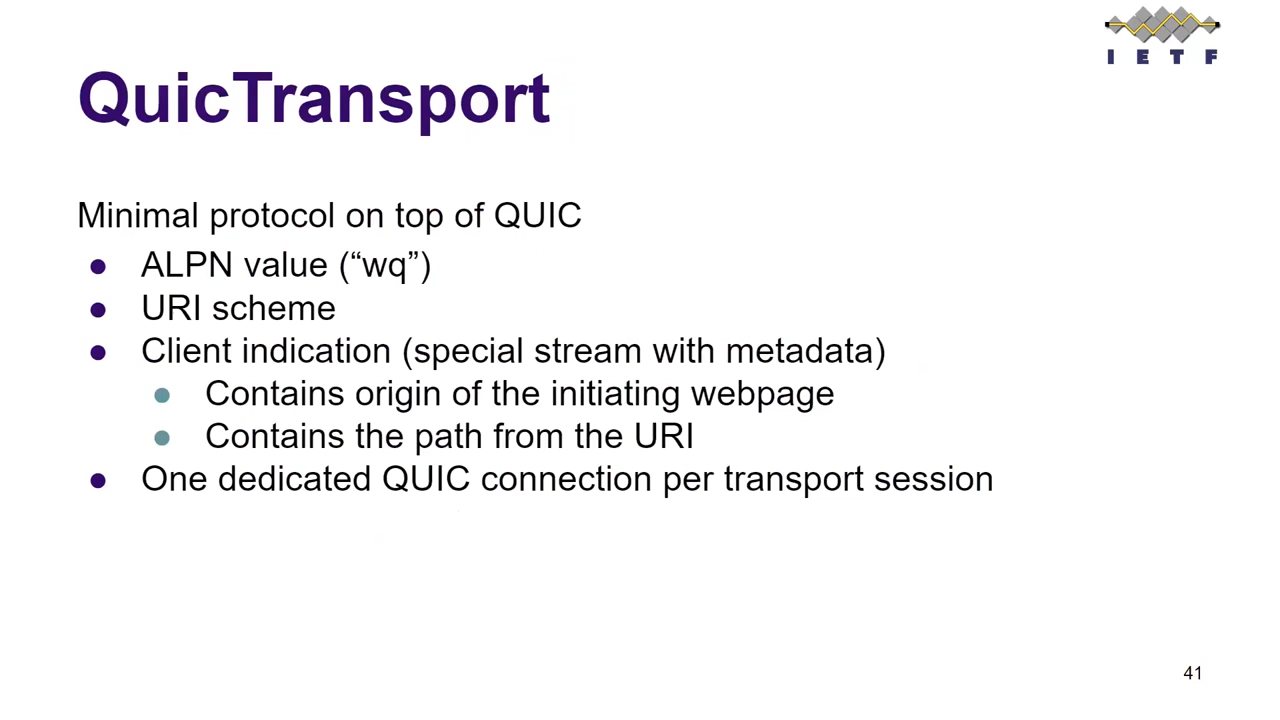 IETF
QuicTransport
Minimal protocol on top of QUIC
● ALPN value (“wq”)
● URI scheme
● Client indication (special stream with metadata)
● Contains origin of the initiating webpage
● Contains the path from the URI
● One dedicated QUIC connection per transport session
41